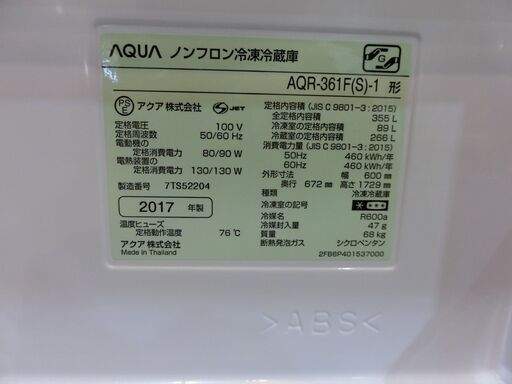 AQUA ノンフロン冷凍冷蔵庫
G
AQR-361F(S)-1 形
PS E アクア株式会社 S JET
定格電圧 100 V
定格周波数 50/60 Hz
電動機の
定格消費電力 80/90 W
電熱装置の
定格消費電力 130/130 W
製造番号 7TS52204
2017 年製
温度ヒューズ
定格動作温度 76℃
アクア株式会社
Made in Thailand
定格内容積 (JIS C 9801-3:2015)
全定格内容積 355 L
冷凍室の定格内容積 89 L
冷蔵室の定格内容積 266 L
消費電力量 (JIS C 9801-3:2015)
50Hz 460 kWh/年
60Hz 460 kWh/年
外形寸法 幅 600 mm
奥行 672 mm 高さ 1729 mm
種類 冷凍冷蔵庫
冷凍室の記号
冷媒名 R600a
冷媒封入量 47 g
質量 68 kg
断熱発泡ガス シクロペンタン
2FB6P401537000
>ABS<